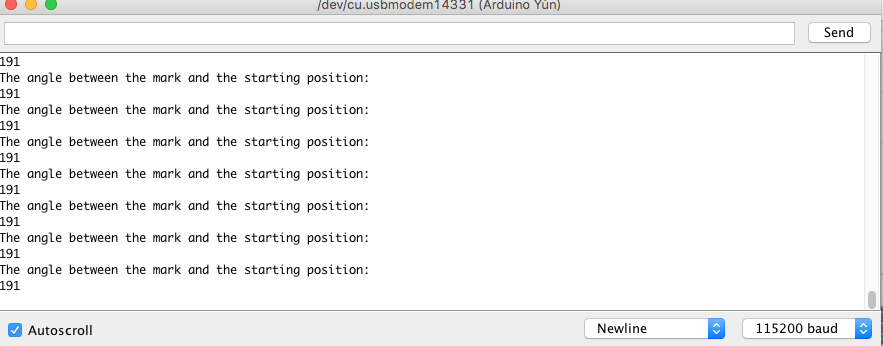 /dev/cu.usbmodem14331 (Arduino Yún)
Send
191
The angle between the mark and the starting position:
191
The angle between the mark and the starting position:
191
The angle between the mark and the starting position:
191
The angle between the mark and the starting position:
191
The angle between the mark and the starting position:
191
The angle between the mark and the starting position:
191
The angle between the mark and the starting position:
191
Autoscroll
Newline
115200 baud